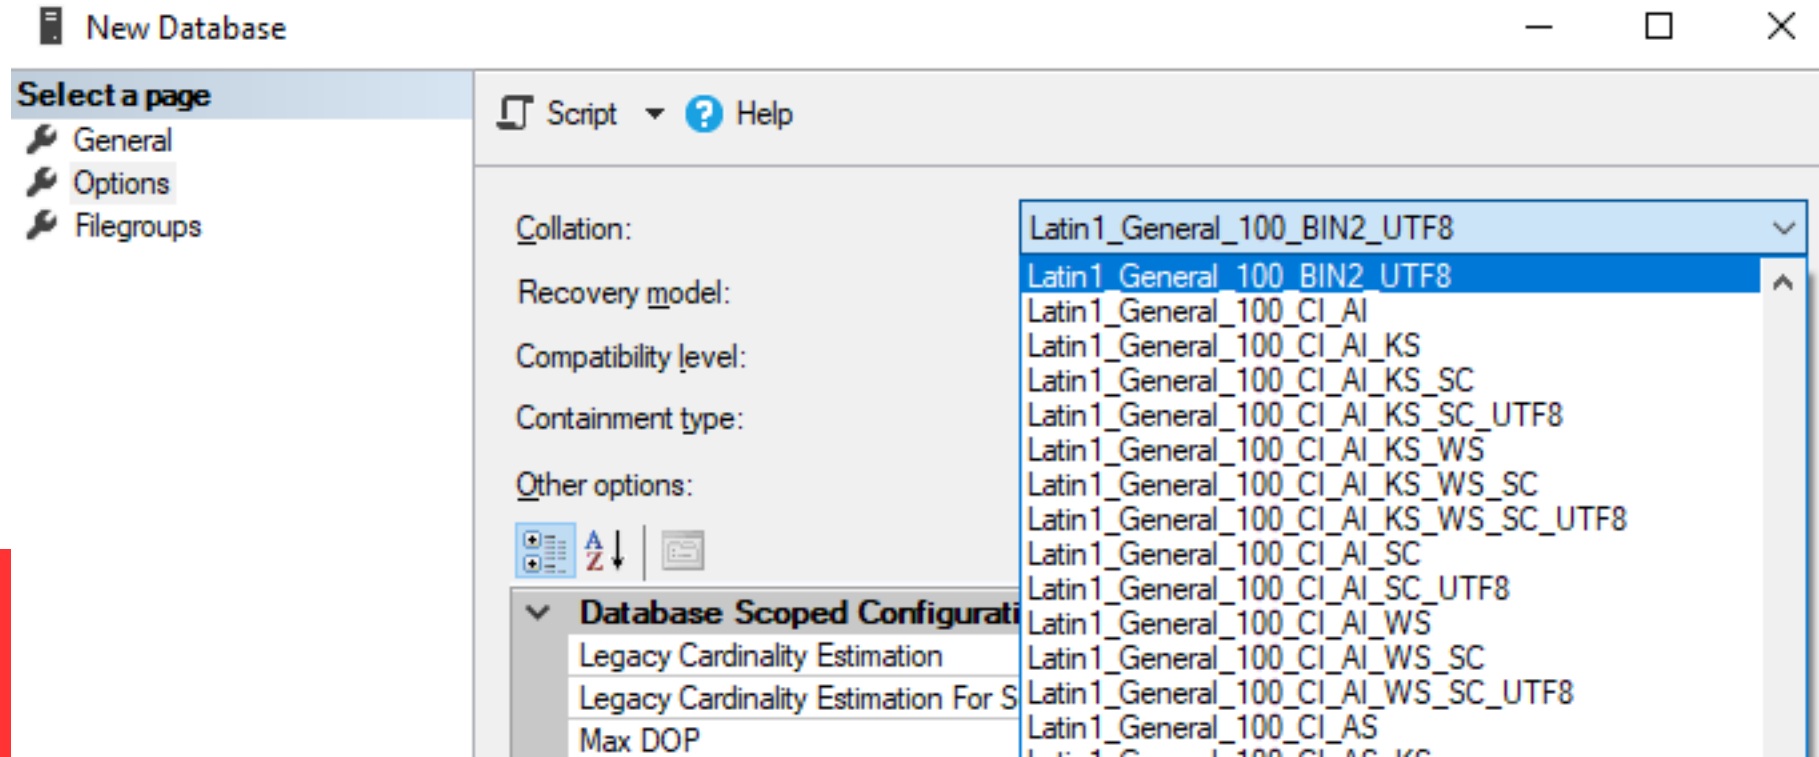 New Database
Select a page
General
Options
Filegroups
Script
Help
Collation:
Latin1_General_100_BIN2_UTF8
Recovery model:
Compatibility level:
Containment type:
Other options:
Latin1_General_100_BIN2_UTF8
Latin1_General_100_CI_AI
Latin1_General_100_CI_AI_KS
Latin1_General_100_CI_AI_KS_SC
Latin1_General_100_CI_AI_KS_SC_UTF8
Latin1_General_100_CI_AI_KS_WS
Latin1_General_100_CI_AI_KS_WS_SC
Latin1_General_100_CI_AI_KS_WS_SC_UTF8
Latin1_General_100_CI_AI_SC
Latin1_General_100_CI_AI_SC_UTF8
Latin1_General_100_CI_AI_WS
Latin1_General_100_CI_AI_WS_SC
Latin1_General_100_CI_AI_WS_SC_UTF8
Latin1_General_100_CI_AS
Latin1_General_100_CI_AS_KS
A
Z
Database Scoped Configurati
Legacy Cardinality Estimation
Legacy Cardinality Estimation For S
Max DOP